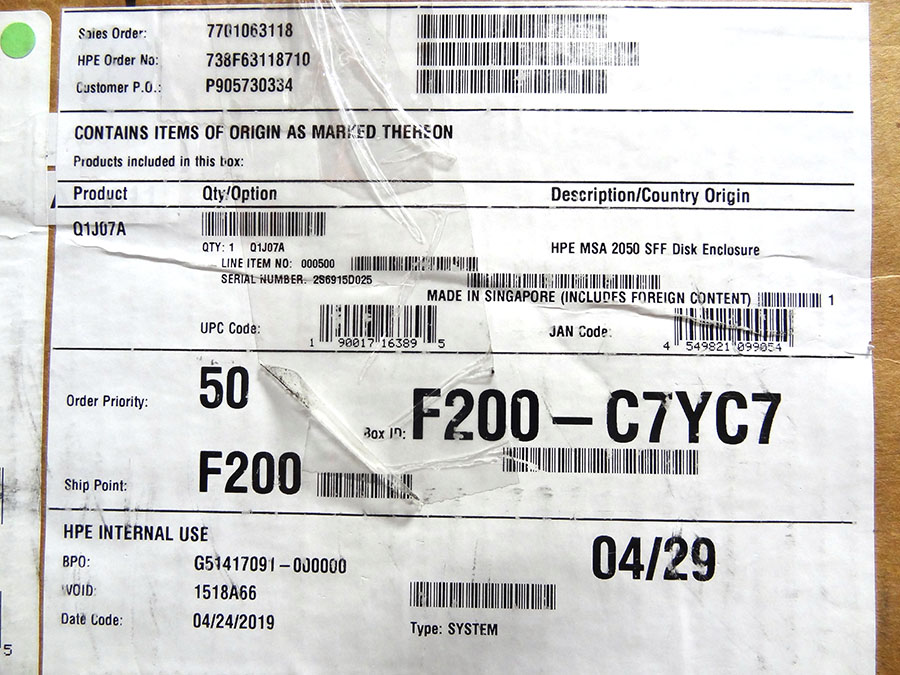 Sales Order: 7701063118
HPE Order No: 738F63118710
Customer P.O.: P905730334
CONTAINS ITEMS OF ORIGIN AS MARKED THEREON
Products included in this box:
Product Qty/Option Description/Country Origin
Q1J07A
QTY: 1 Q1J07A HPE MSA 2050 SFF Disk Enclosure
LINE ITEM NO: 000500
SERIAL NUMBER: 2S6915D025
MADE IN SINGAPORE (INCLUDES FOREIGN CONTENT) 1
UPC Code: 1 90017 16389 5 JAN Code: 4 549821 099054
Order Priority: 50 Box ID: F200-C7YC7
Ship Point: F200
HPE INTERNAL USE
04/29
BPO: G51417091-000000
WOID: 1518A66
Date Code: 04/24/2019
Type: SYSTEM
5